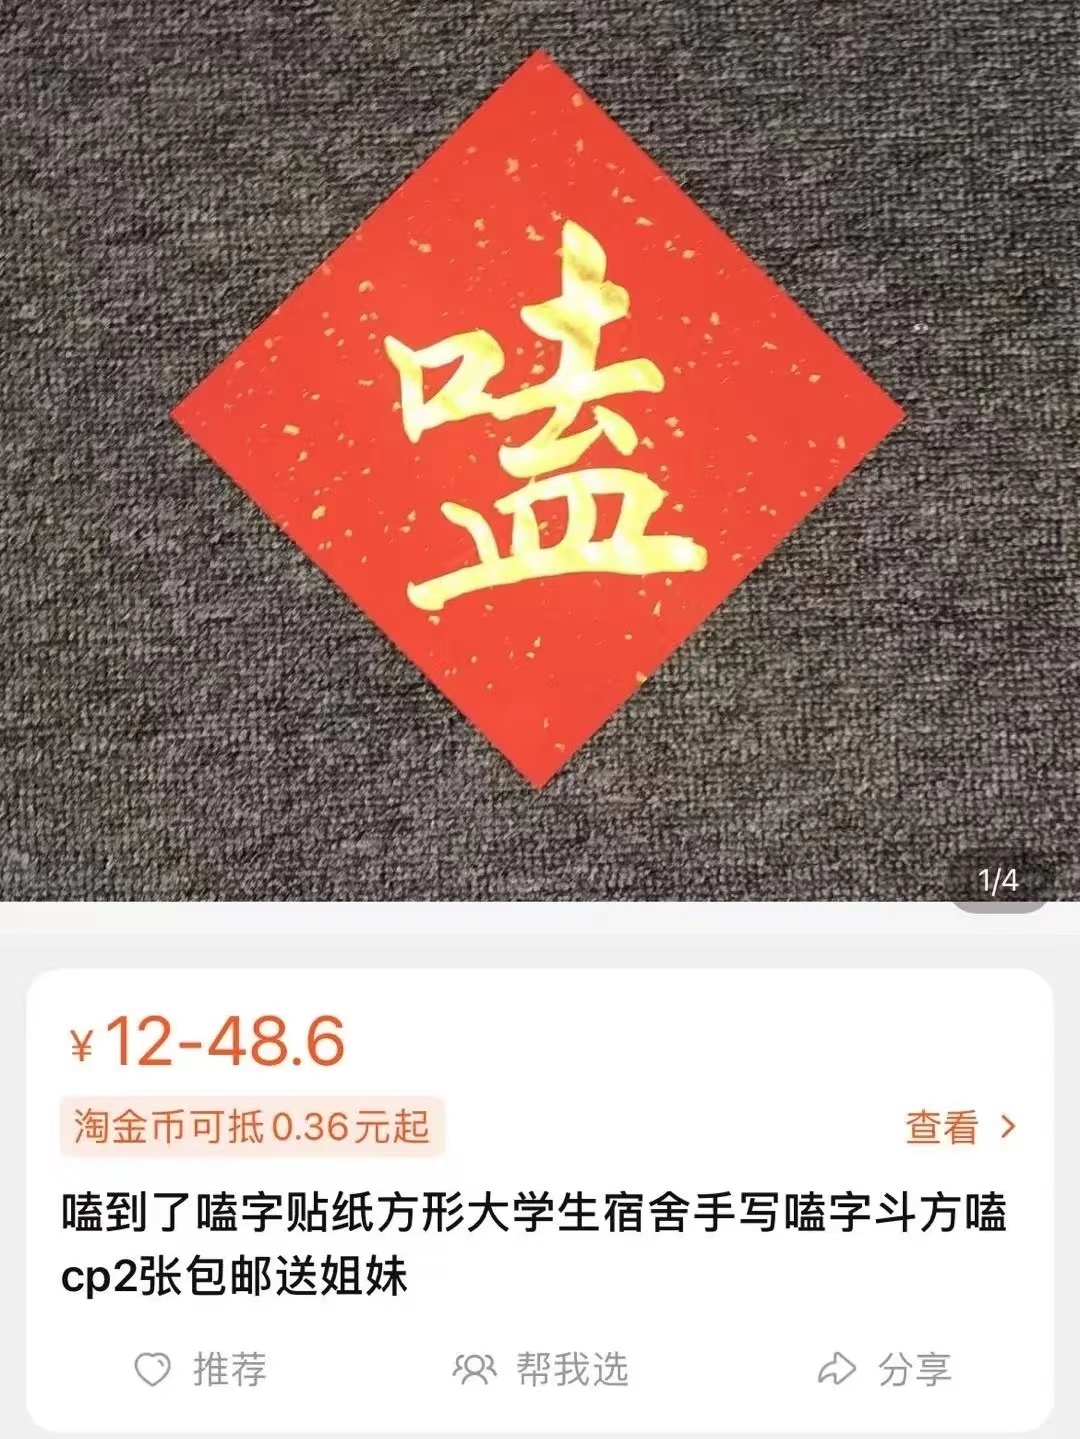 嗑
1/4
¥12-48.6
淘金币可抵0.36元起
查看 >
嗑到了嗑字贴纸方形大学生宿舍手写嗑字斗方嗑
cp2张包邮送姐妹
推荐
帮我选
分享